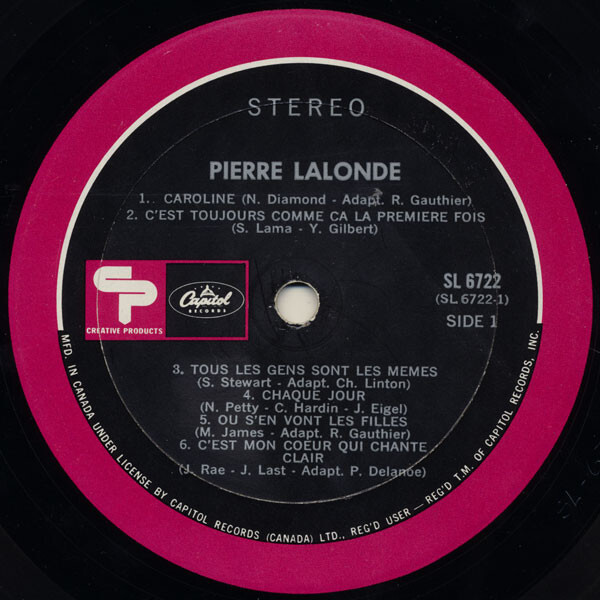 STEREO
PIERRE LALONDE
1. CAROLINE (N. Diamond - Adapt. R. Gauthier)
2. C'EST TOUJOURS COMME CA LA PREMIERE FOIS
(S. Lama - Y. Gilbert)
CP
CREATIVE PRODUCTS
Capitol
RECORDS
SL 6722
(SL 6722-1)
SIDE 1
3. TOUS LES GENS SONT LES MEMES
(S. Stewart - Adapt. Ch. Linton)
4. CHAQUE JOUR
(N. Petty - C. Hardin - J. Eigel)
5. OU S'EN VONT LES FILLES
(M. James - Adapt. R. Gauthier)
6. C'EST MON COEUR QUI CHANTE
CLAIR
(J. Rae - J. Last - Adapt. P. Delanoe)
MFD. IN CANADA UNDER LICENSE BY CAPITOL RECORDS (CANADA) LTD., REG'D USER — REG'D T.M. OF CAPITOL RECORDS, INC.